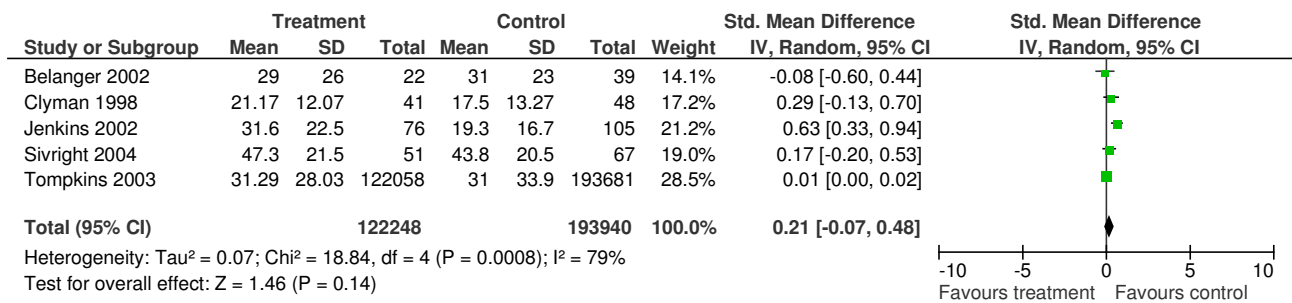 Treatment Control Std. Mean Difference Std. Mean Difference
Study or Subgroup Mean SD Total Mean SD Total Weight IV, Random, 95% CI IV, Random, 95% CI
Belanger 2002 29 26 22 31 23 39 14.1% -0.08 [-0.60, 0.44]
Clyman 1998 21.17 12.07 41 17.5 13.27 48 17.2% 0.29 [-0.13, 0.70]
Jenkins 2002 31.6 22.5 76 19.3 16.7 105 21.2% 0.63 [0.33, 0.94]
Sivright 2004 47.3 21.5 51 43.8 20.5 67 19.0% 0.17 [-0.20, 0.53]
Tompkins 2003 31.29 28.03 122058 31 33.9 193681 28.5% 0.01 [0.00, 0.02]
Total (95% CI) 122248 193940 100.0% 0.21 [-0.07, 0.48]
Heterogeneity: Tau² = 0.07; Chi² = 18.84, df = 4 (P = 0.0008); I² = 79%
Test for overall effect: Z = 1.46 (P = 0.14)
-10 -5 0 5 10
Favours treatment Favours control